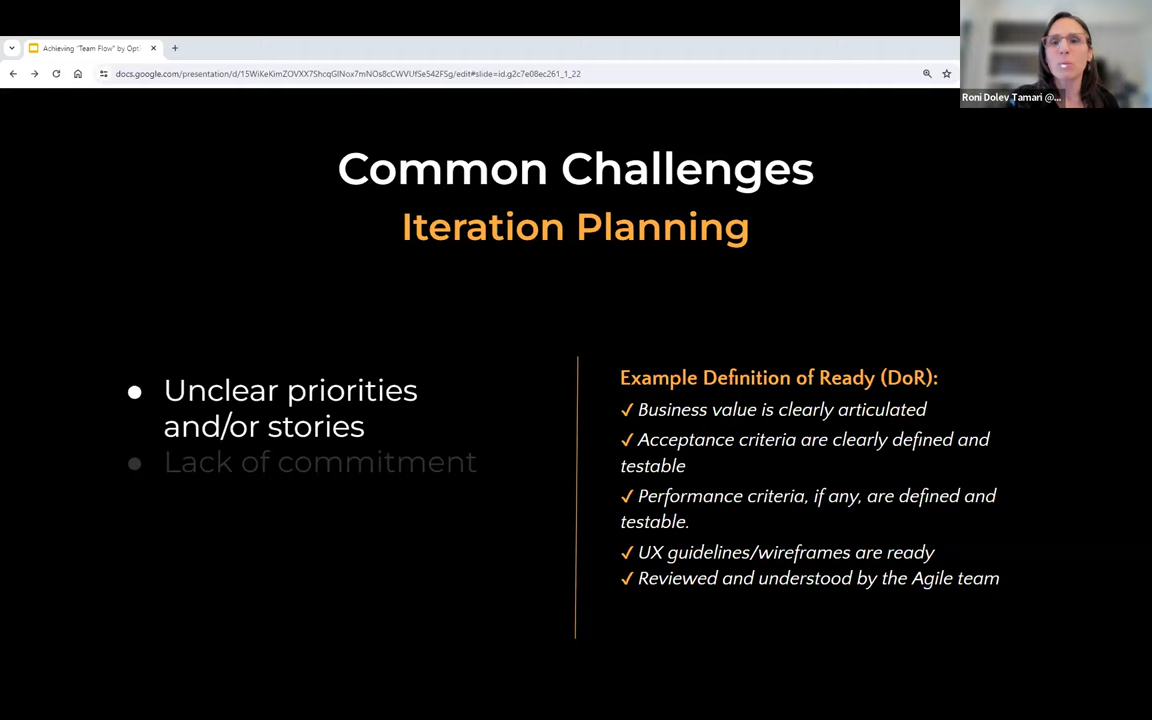 Achieving "Team Flow" by Opti
docs.google.com/presentation/d/15WiKeKimZOVXX7ShcqGlNox7mNOs8cCWVUfSe542FSg/edit#slide=id.g2c7e08ec261_1_22
Roni Dolev Tamari @...
Common Challenges
Iteration Planning
● Unclear priorities
and/or stories
● Lack of commitment
Example Definition of Ready (DoR):
✓ Business value is clearly articulated
✓ Acceptance criteria are clearly defined and
testable
✓ Performance criteria, if any, are defined and
testable.
✓ UX guidelines/wireframes are ready
✓ Reviewed and understood by the Agile team